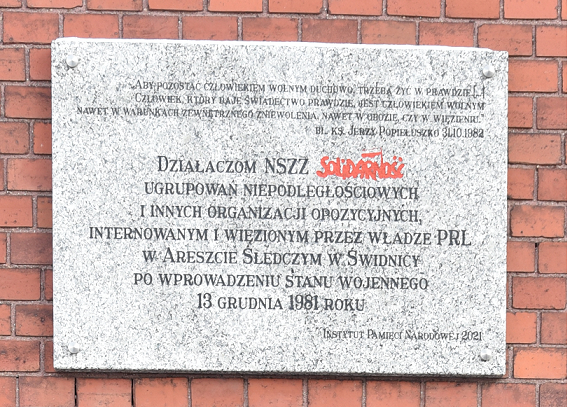 „Aby pozostać człowiekiem wolnym duchowo, trzeba żyć w prawdzie [...]
Człowiek, który daje świadectwo prawdzie, jest człowiekiem wolnym
nawet w warunkach zewnętrznego zniewolenia, nawet w obozie, czy w więzieniu."
bł. ks. Jerzy Popiełuszko 31.10.1982
Działaczom NSZZ SOLIDARNOŚĆ
ugrupowań niepodległościowych
i innych organizacji opozycyjnych,
internowanym i więzionym przez władze PRL
w Areszcie Śledczym w Świdnicy
po wprowadzeniu stanu wojennego
13 grudnia 1981 roku
Instytut Pamięci Narodowej 2021